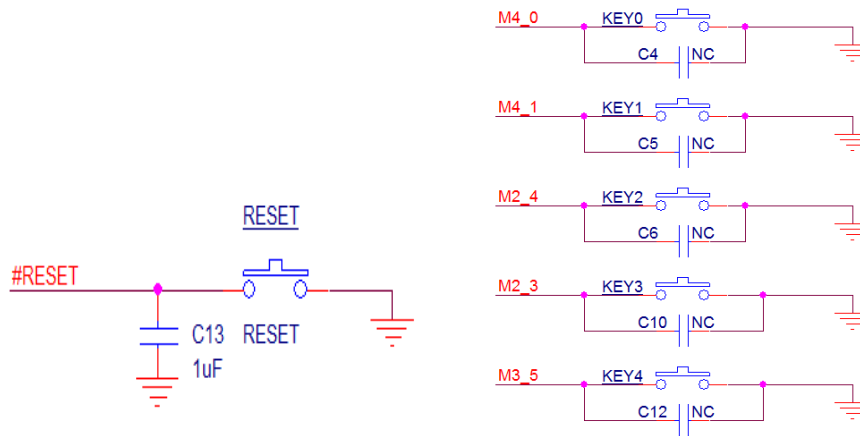 RESET
#RESET
C13 RESET
1uF
M4_0 KEY0
C4 NC
M4_1 KEY1
C5 NC
M2_4 KEY2
C6 NC
M2_3 KEY3
C10 NC
M3_5 KEY4
C12 NC